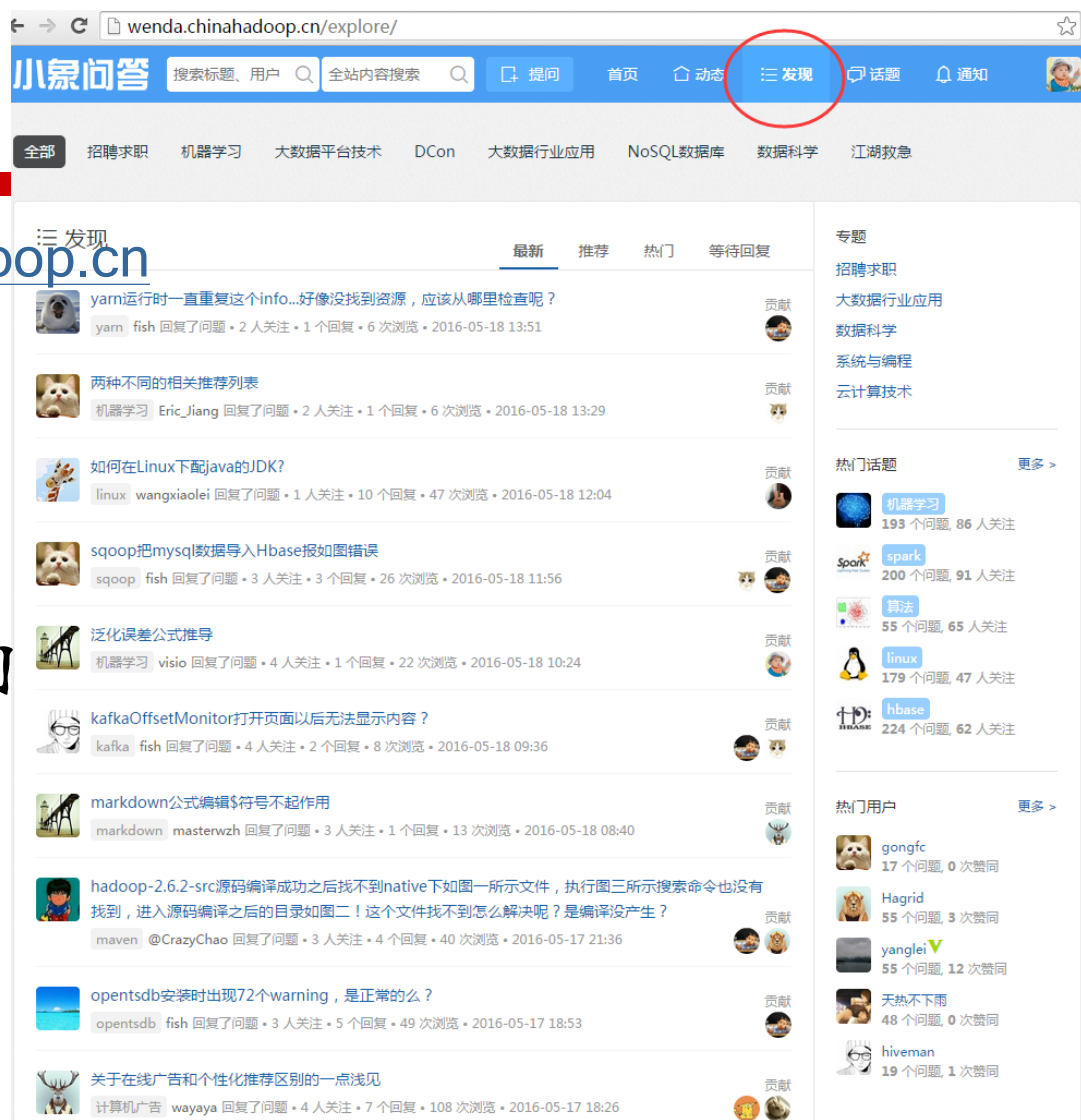 wenda.chinahadoop.cn/explore/
小象问答 搜索标题、用户 全站内容搜索 提问 首页 动态 发现 话题 通知
全部 招聘求职 机器学习 大数据平台技术 DCon 大数据行业应用 NoSQL数据库 数据科学 江湖救急
发现 最新 推荐 热门 等待回复
oop.cn
yarn运行时一直重复这个info...好像没找到资源，应该从哪里检查呢？
贡献
yarn fish 回复了问题 • 2 人关注 • 1 个回复 • 6 次浏览 • 2016-05-18 13:51
两种不同的相关推荐列表
贡献
机器学习 Eric_Jiang 回复了问题 • 2 人关注 • 1 个回复 • 6 次浏览 • 2016-05-18 13:29
如何在Linux下配java的JDK?
贡献
linux wangxiaolei 回复了问题 • 1 人关注 • 10 个回复 • 47 次浏览 • 2016-05-18 12:04
sqoop把mysql数据导入Hbase报如图错误
贡献
sqoop fish 回复了问题 • 3 人关注 • 3 个回复 • 26 次浏览 • 2016-05-18 11:56
泛化误差公式推导
贡献
机器学习 visio 回复了问题 • 4 人关注 • 1 个回复 • 22 次浏览 • 2016-05-18 10:24
kafkaOffsetMonitor打开页面以后无法显示内容？
贡献
kafka fish 回复了问题 • 4 人关注 • 2 个回复 • 8 次浏览 • 2016-05-18 09:36
markdown公式编辑$符号不起作用
贡献
markdown masterwzh 回复了问题 • 3 人关注 • 1 个回复 • 13 次浏览 • 2016-05-18 08:40
hadoop-2.6.2-src源码编译成功之后找不到native下如图一所示文件，执行图三所示搜索命令也没有
找到，进入源码编译之后的目录如图二！这个文件找不到怎么解决呢？是编译没产生？
贡献
maven @CrazyChao 回复了问题 • 3 人关注 • 4 个回复 • 40 次浏览 • 2016-05-17 21:36
opentsdb安装时出现72个warning，是正常的么？
贡献
opentsdb fish 回复了问题 • 3 人关注 • 5 个回复 • 49 次浏览 • 2016-05-17 18:53
关于在线广告和个性化推荐区别的一点浅见
贡献
计算机广告 wayaya 回复了问题 • 4 人关注 • 7 个回复 • 108 次浏览 • 2016-05-17 18:26
专题
招聘求职
大数据行业应用
数据科学
系统与编程
云计算技术
热门话题 更多 >
机器学习
193 个问题, 86 人关注
Spark spark
200 个问题, 91 人关注
算法
55 个问题, 65 人关注
linux
179 个问题, 47 人关注
HBASE hbase
224 个问题, 62 人关注
热门用户 更多 >
gongfc
17 个问题, 0 次赞同
Hagrid
55 个问题, 3 次赞同
yanglei V
55 个问题, 12 次赞同
天热不下雨
48 个问题, 0 次赞同
hiveman
19 个问题, 1 次赞同